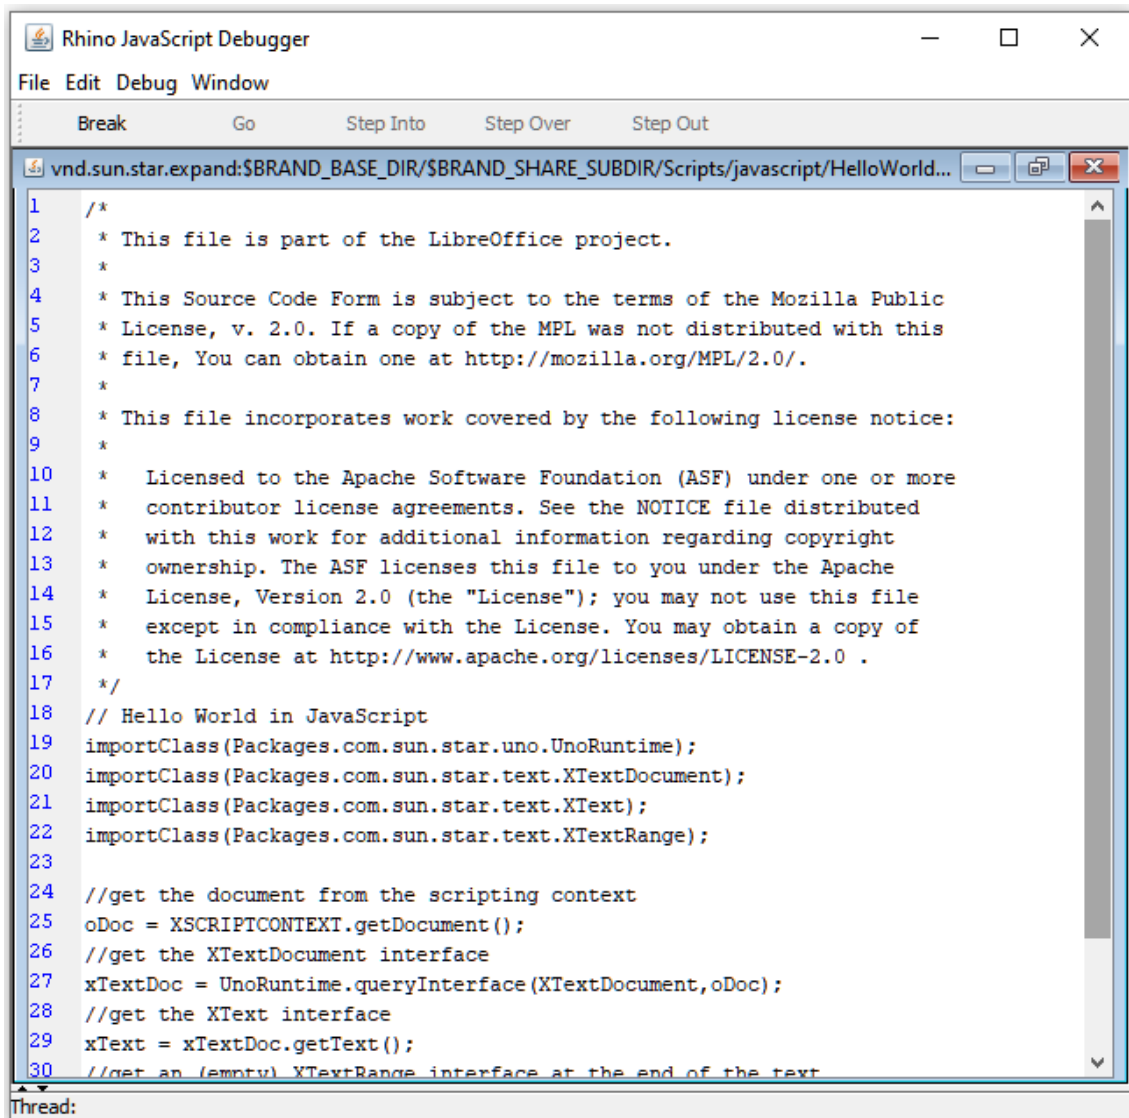 Rhino JavaScript Debugger
File Edit Debug Window
Break Go Step Into Step Over Step Out
vnd.sun.star.expand:$BRAND_BASE_DIR/$BRAND_SHARE_SUBDIR/Scripts/javascript/HelloWorld...
1 /*
2  * This file is part of the LibreOffice project.
3  *
4  * This Source Code Form is subject to the terms of the Mozilla Public
5  * License, v. 2.0. If a copy of the MPL was not distributed with this
6  * file, You can obtain one at http://mozilla.org/MPL/2.0/.
7  *
8  * This file incorporates work covered by the following license notice:
9  *
10  *   Licensed to the Apache Software Foundation (ASF) under one or more
11  *   contributor license agreements. See the NOTICE file distributed
12  *   with this work for additional information regarding copyright
13  *   ownership. The ASF licenses this file to you under the Apache
14  *   License, Version 2.0 (the "License"); you may not use this file
15  *   except in compliance with the License. You may obtain a copy of
16  *   the License at http://www.apache.org/licenses/LICENSE-2.0 .
17  */
18 // Hello World in JavaScript
19 importClass(Packages.com.sun.star.uno.UnoRuntime);
20 importClass(Packages.com.sun.star.text.XTextDocument);
21 importClass(Packages.com.sun.star.text.XText);
22 importClass(Packages.com.sun.star.text.XTextRange);
23
24 //get the document from the scripting context
25 oDoc = XSCRIPTCONTEXT.getDocument();
26 //get the XTextDocument interface
27 xTextDoc = UnoRuntime.queryInterface(XTextDocument,oDoc);
28 //get the XText interface
29 xText = xTextDoc.getText();
30 //get an (empty) XTextRange interface at the end of the text
Thread: